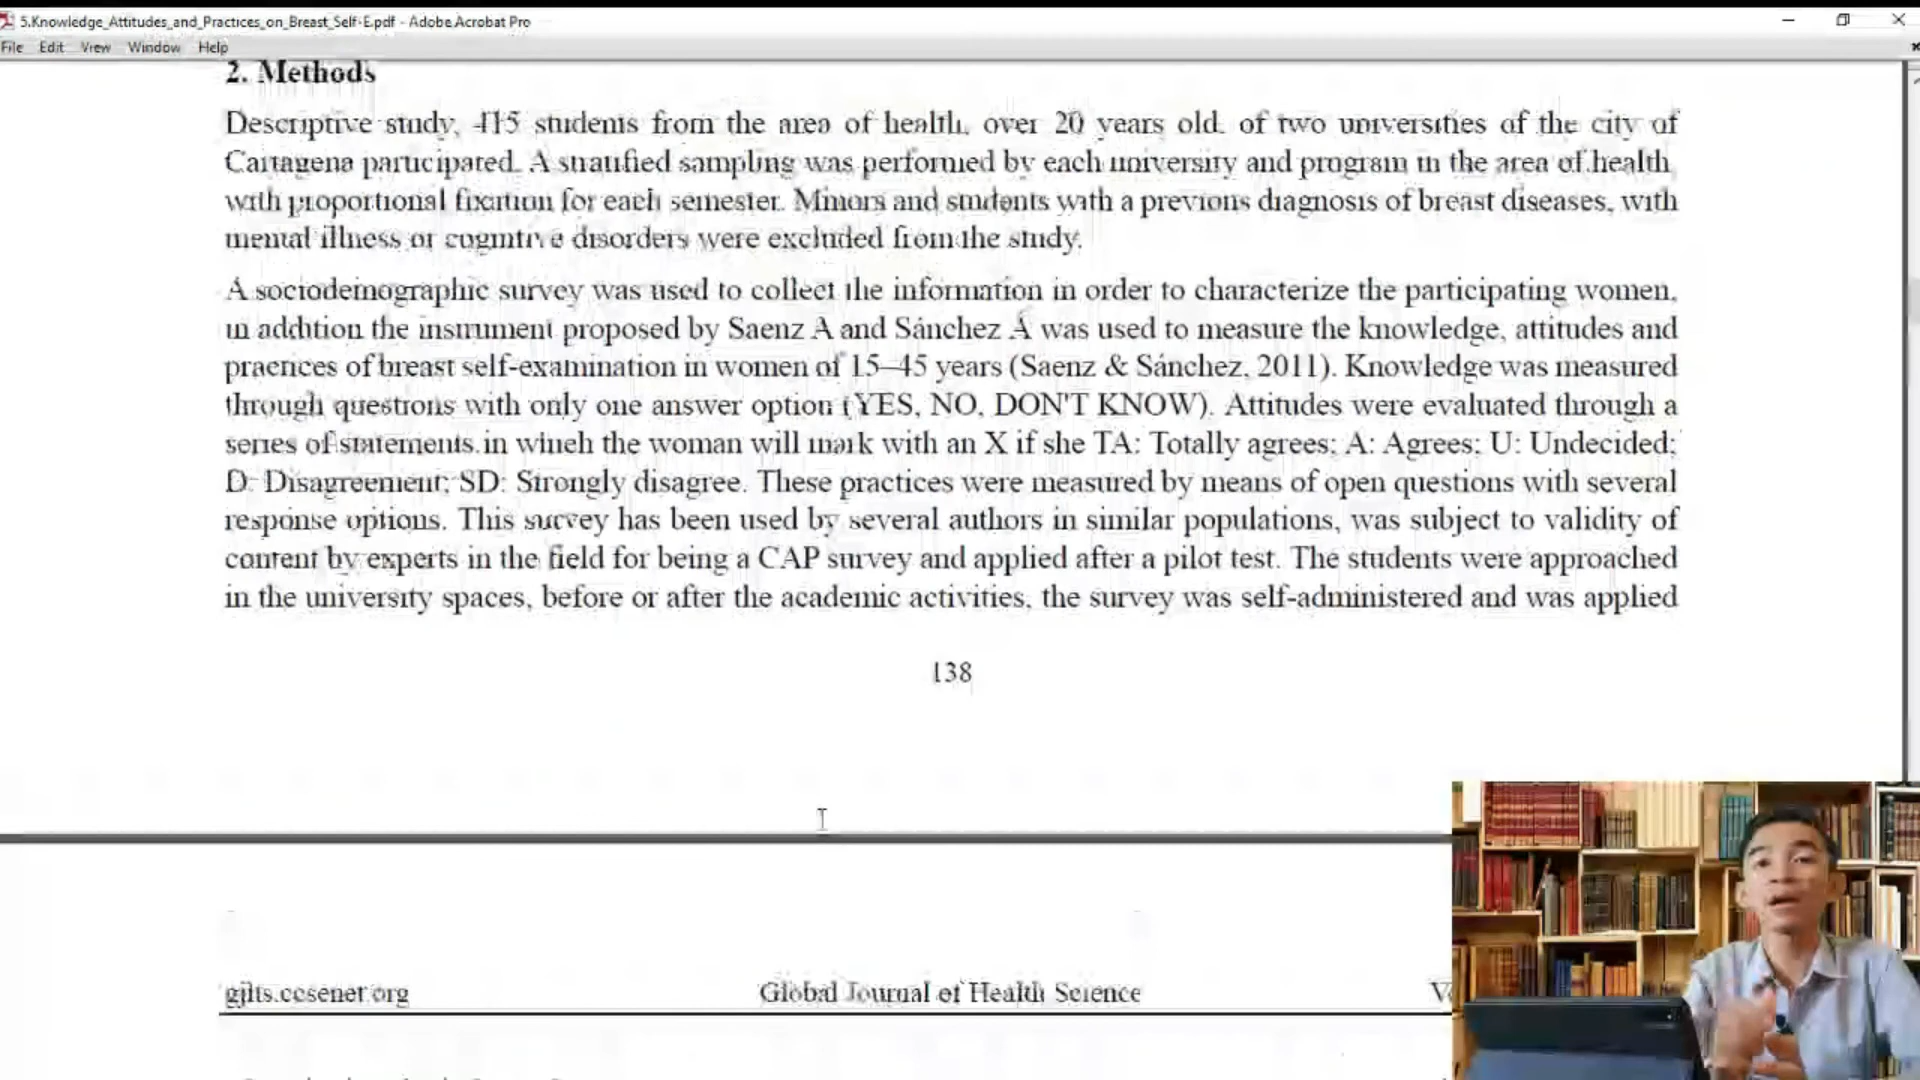 5.Knowledge_Attitudes_and_Practices_on_Breast_Self-E.pdf - Adobe Acrobat Pro
File Edit View Window Help
2. Methods
Descriptive study, 415 students from the area of health, over 20 years old, of two universities of the city of
Cartagena participated. A stratified sampling was performed by each university and program in the area of health,
with proportional fixation for each semester. Minors and students with a previous diagnosis of breast diseases, with
mental illness or cognitive disorders were excluded from the study.
A sociodemographic survey was used to collect the information in order to characterize the participating women,
in addition the instrument proposed by Saenz A and Sánchez A was used to measure the knowledge, attitudes and
practices of breast self-examination in women of 15–45 years (Saenz & Sánchez, 2011). Knowledge was measured
through questions with only one answer option (YES, NO, DON'T KNOW). Attitudes were evaluated through a
series of statements in which the woman will mark with an X if she TA: Totally agrees; A: Agrees; U: Undecided;
D: Disagreement; SD: Strongly disagree. These practices were measured by means of open questions with several
response options. This survey has been used by several authors in similar populations, was subject to validity of
content by experts in the field for being a CAP survey and applied after a pilot test. The students were approached
in the university spaces, before or after the academic activities, the survey was self-administered and was applied
138
gjhs.ccsenet.org Global Journal of Health Science